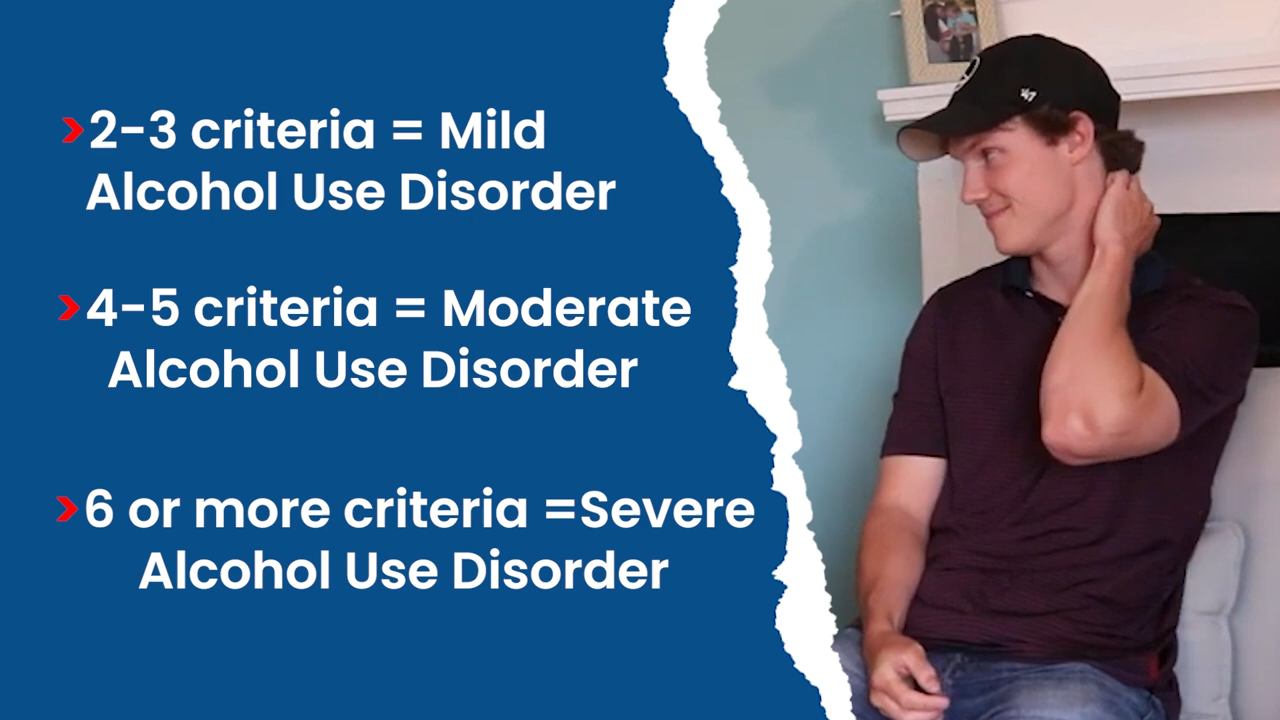 2-3 criteria = Mild
Alcohol Use Disorder
4-5 criteria = Moderate
Alcohol Use Disorder
6 or more criteria =Severe
Alcohol Use Disorder
'47